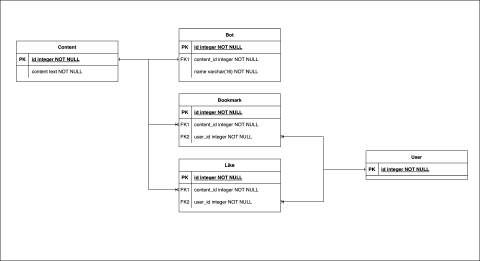 Content
PK id integer NOT NULL
content text NOT NULL
Bot
PK id integer NOT NULL
FK1 content_id integer NOT NULL
name varchar(16) NOT NULL
Bookmark
PK id integer NOT NULL
FK1 content_id integer NOT NULL
FK2 user_id integer NOT NULL
Like
PK id integer NOT NULL
FK1 content_id integer NOT NULL
FK2 user_id integer NOT NULL
User
PK id integer NOT NULL